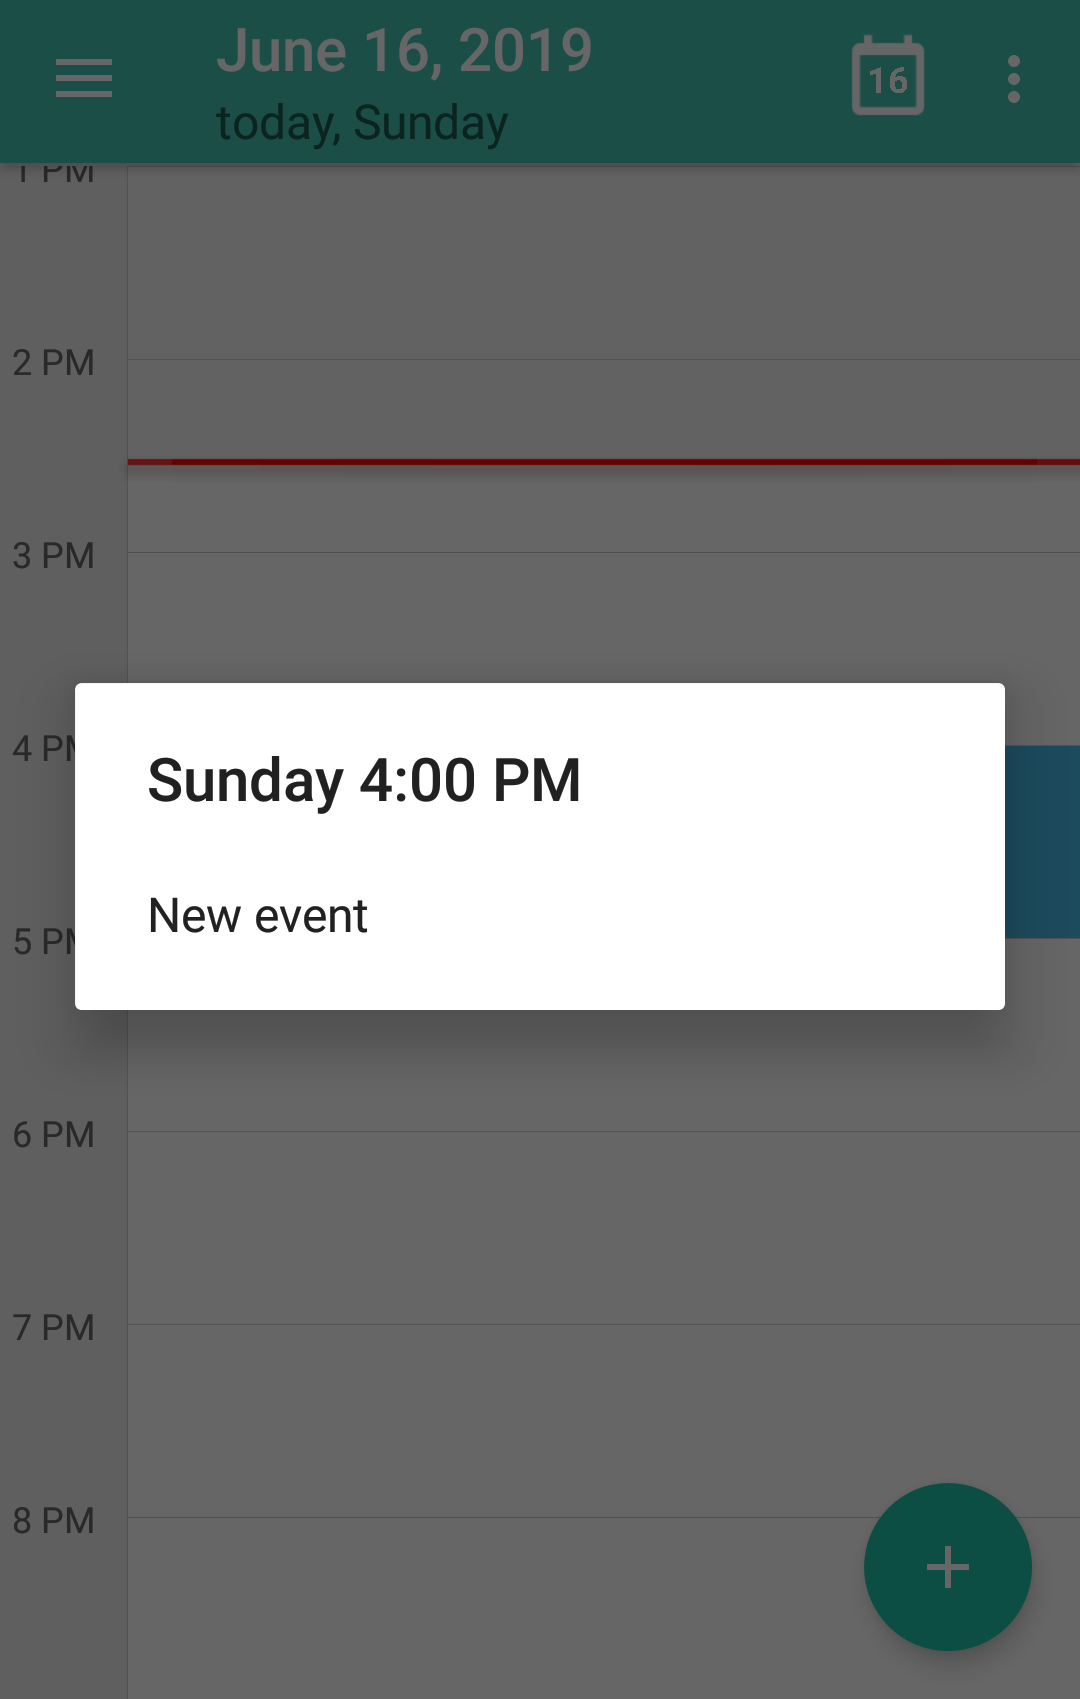 June 16, 2019
16
today, Sunday
1 PM
2 PM
3 PM
4 PM
Sunday 4:00 PM
New event
5 PM
6 PM
7 PM
8 PM